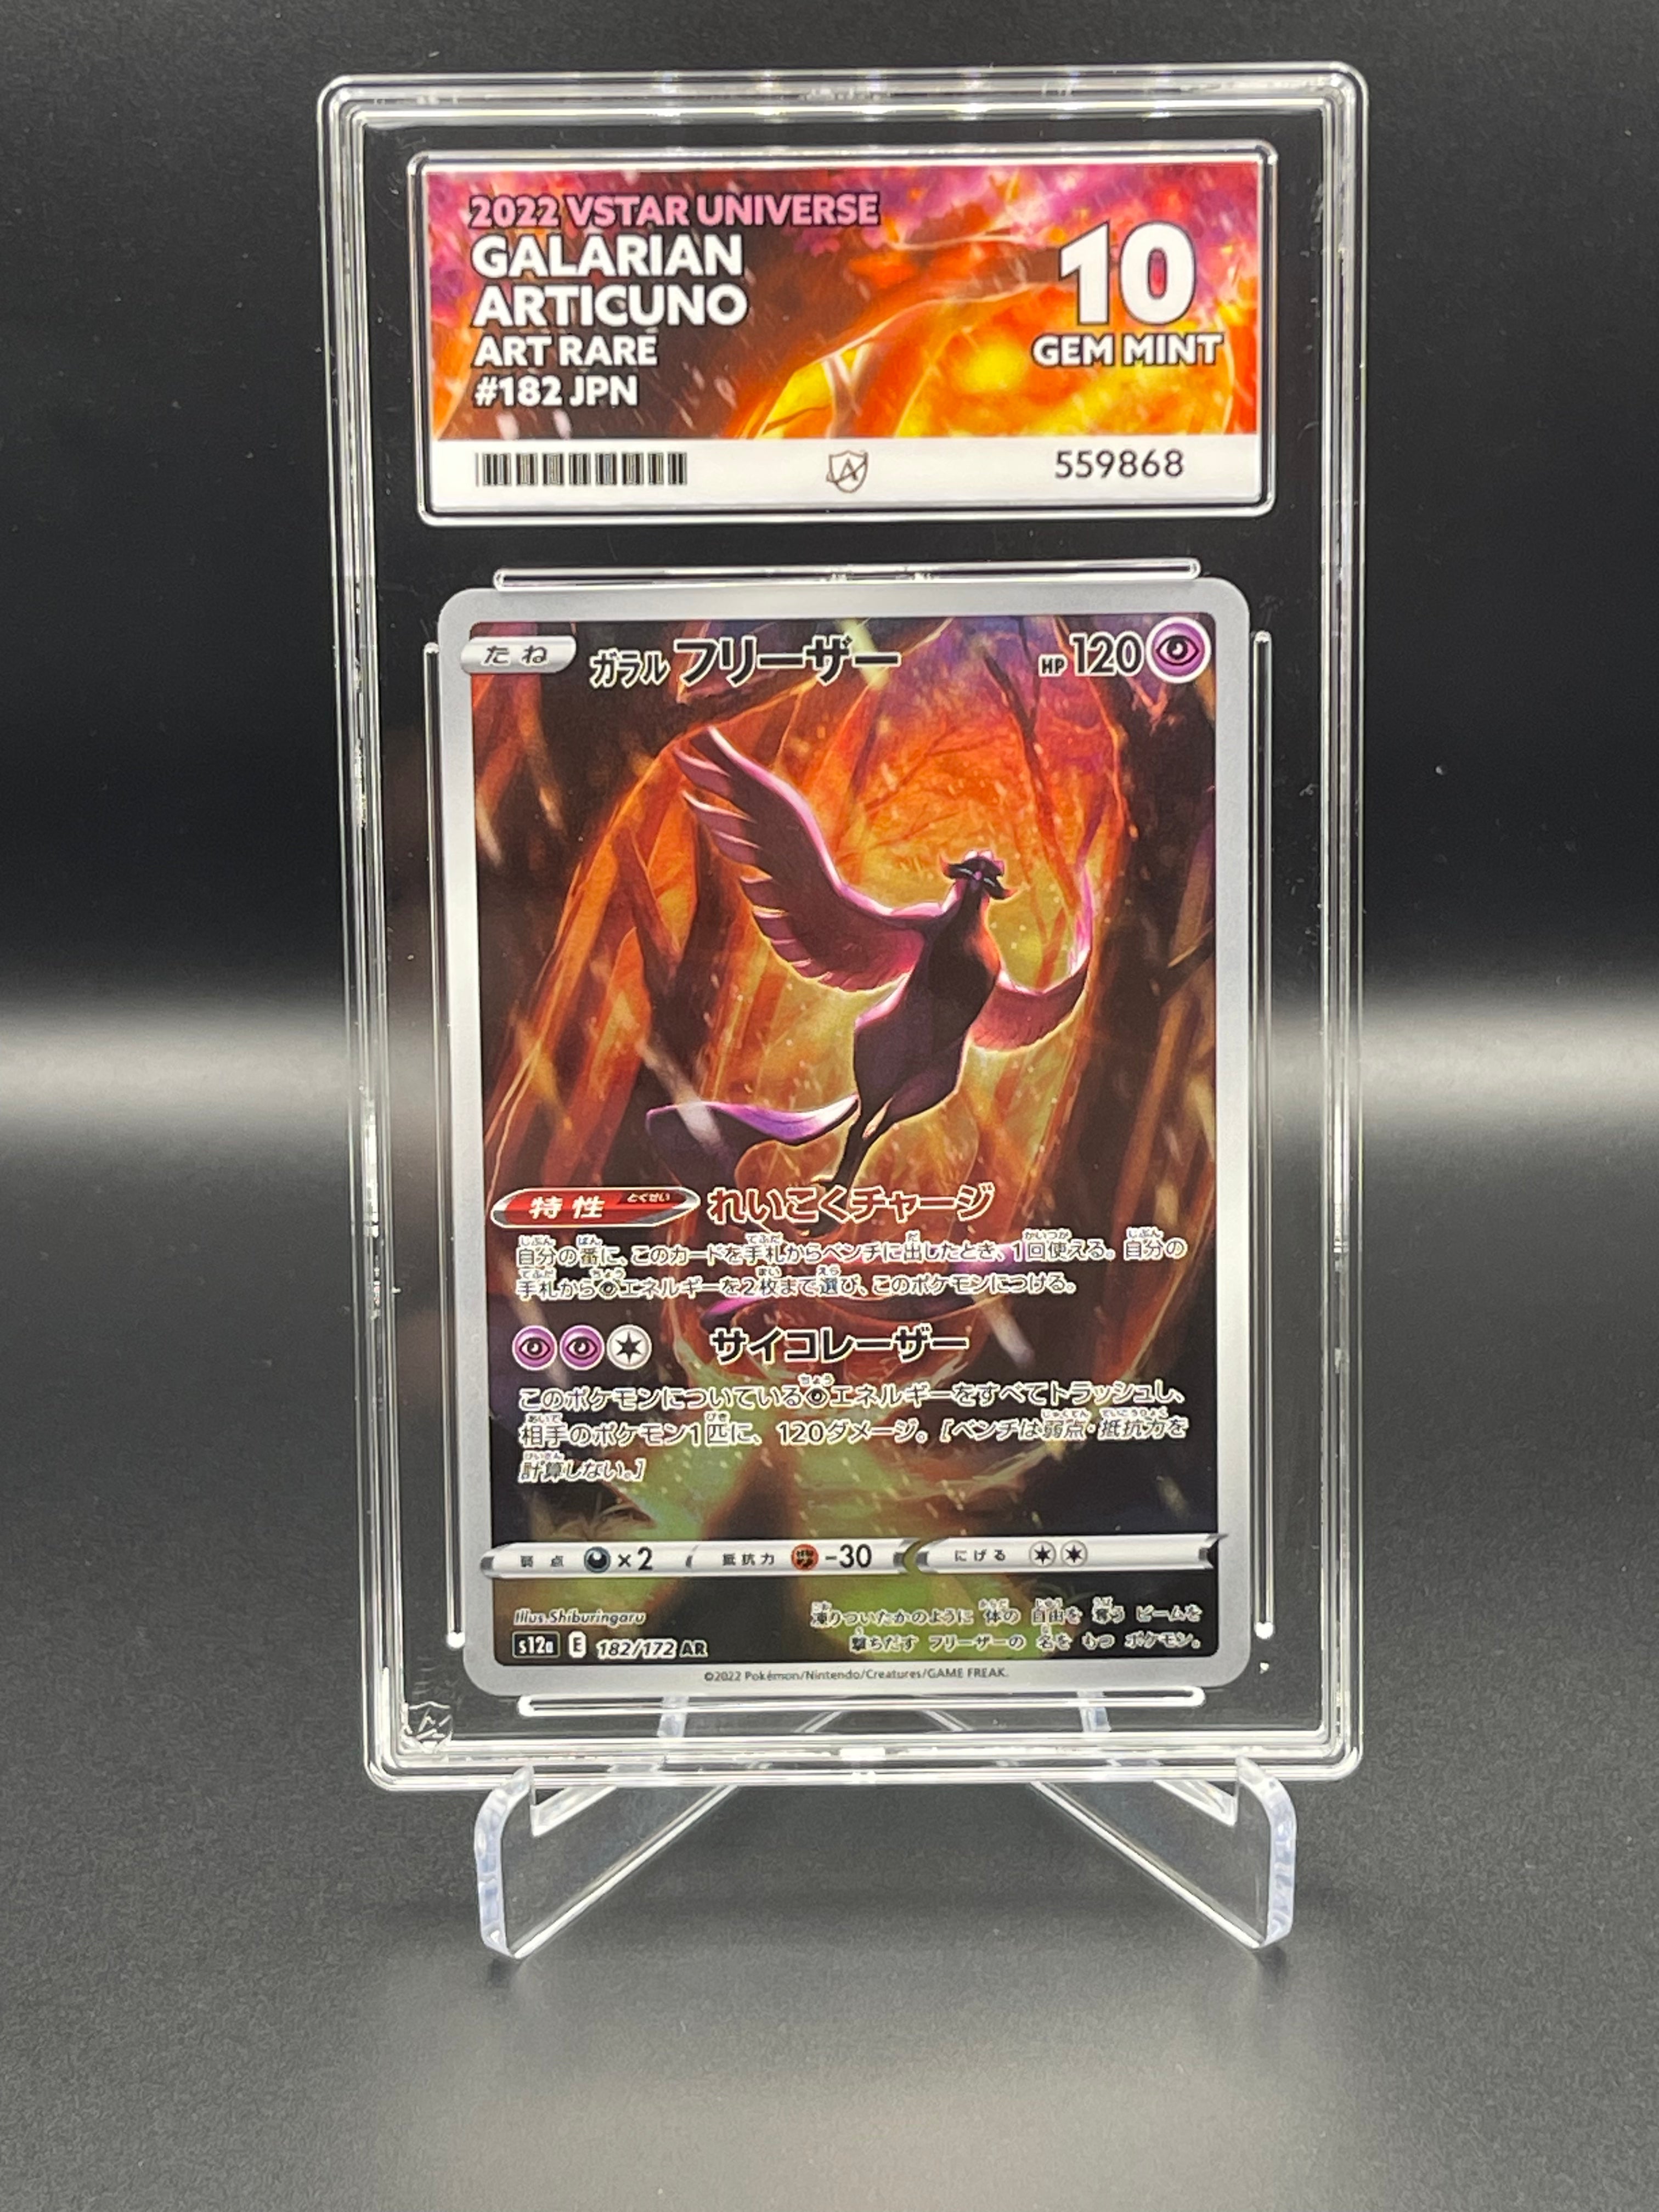 2022 VSTAR UNIVERSE
GALARIAN
ARTICUNO
ART RARE
#182 JPN
10
GEM MINT
559868
たね ガラル フリーザー HP 120
特性 とくせい れいこくチャージ
自分の番に、このカードを手札からベンチに出したとき、1回使える。自分の
手札からエネルギーを2枚まで選び、このポケモンにつける。
サイコレーザー
このポケモンについているエネルギーをすべてトラッシュし、
相手のポケモン1匹に、120ダメージ。[ベンチは弱点・抵抗力を
計算しない。]
弱点 ×2 抵抗力 -30 にげる
Illus. Shiburingaru
凍りついたかのように 体の 自由を 奪う ビームを
撃ちだす フリーザーの 名を もつ ポケモン。
s12a E 182/172 AR
©2022 Pokémon/Nintendo/Creatures/GAME FREAK.